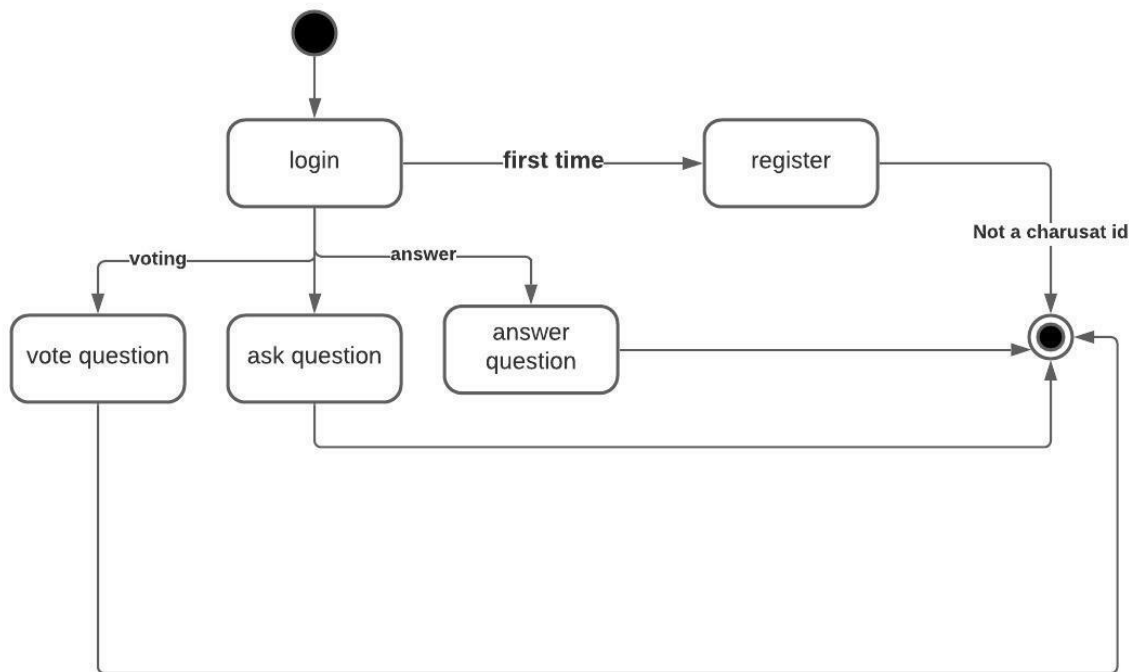 login
first time
register
Not a charusat id
voting
answer
vote question
ask question
answer
question